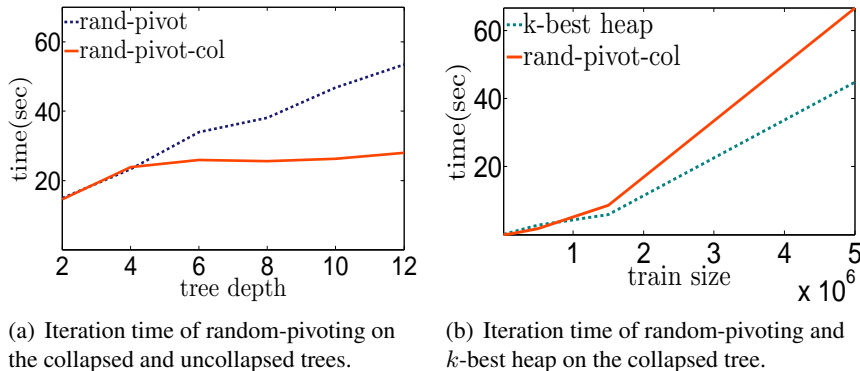 60
40
20
time(sec)
rand-pivot
rand-pivot-col
2 4 6 8 10 12
tree depth
60
40
20
time(sec)
k-best heap
rand-pivot-col
1 2 3 4 5
train size
x 10^6
(a) Iteration time of random-pivoting on
the collapsed and uncollapsed trees.
(b) Iteration time of random-pivoting and
k-best heap on the collapsed tree.